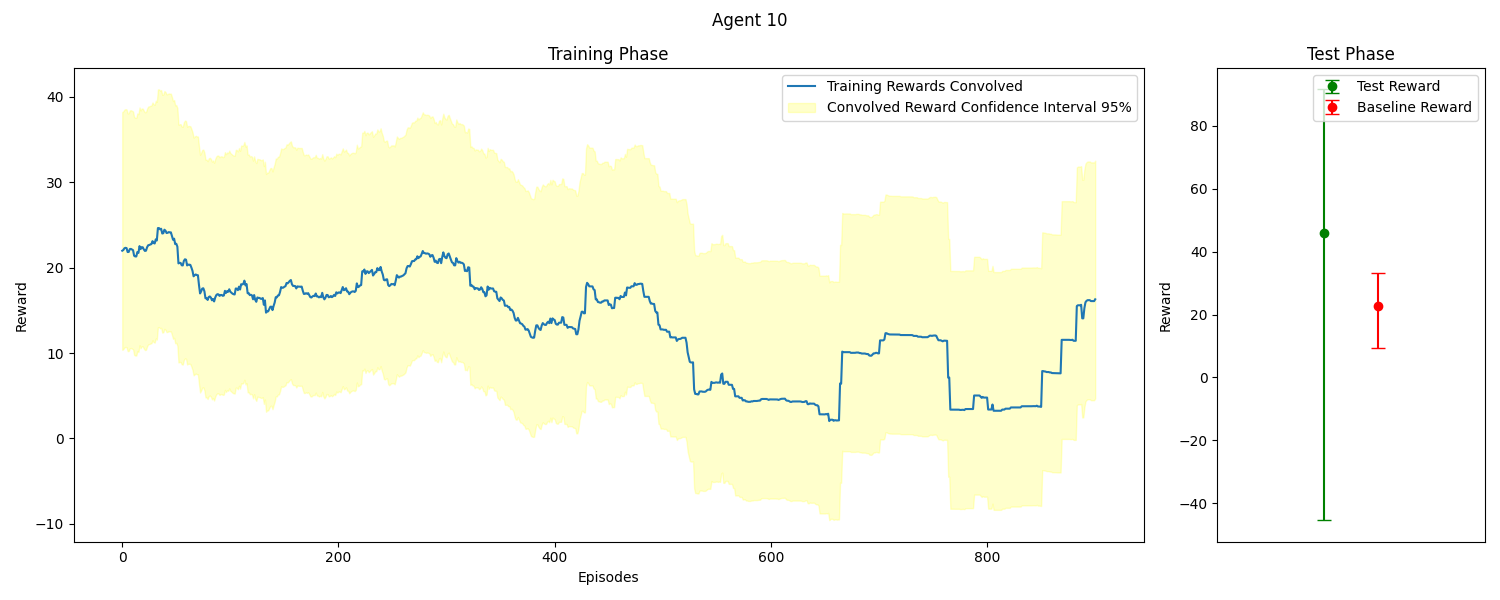 Agent 10
Training Phase
Reward
40
30
20
10
0
−10
0
200
400
600
800
Episodes
Training Rewards Convolved
Convolved Reward Confidence Interval 95%
Test Phase
Reward
80
60
40
20
0
−20
−40
Test Reward
Baseline Reward